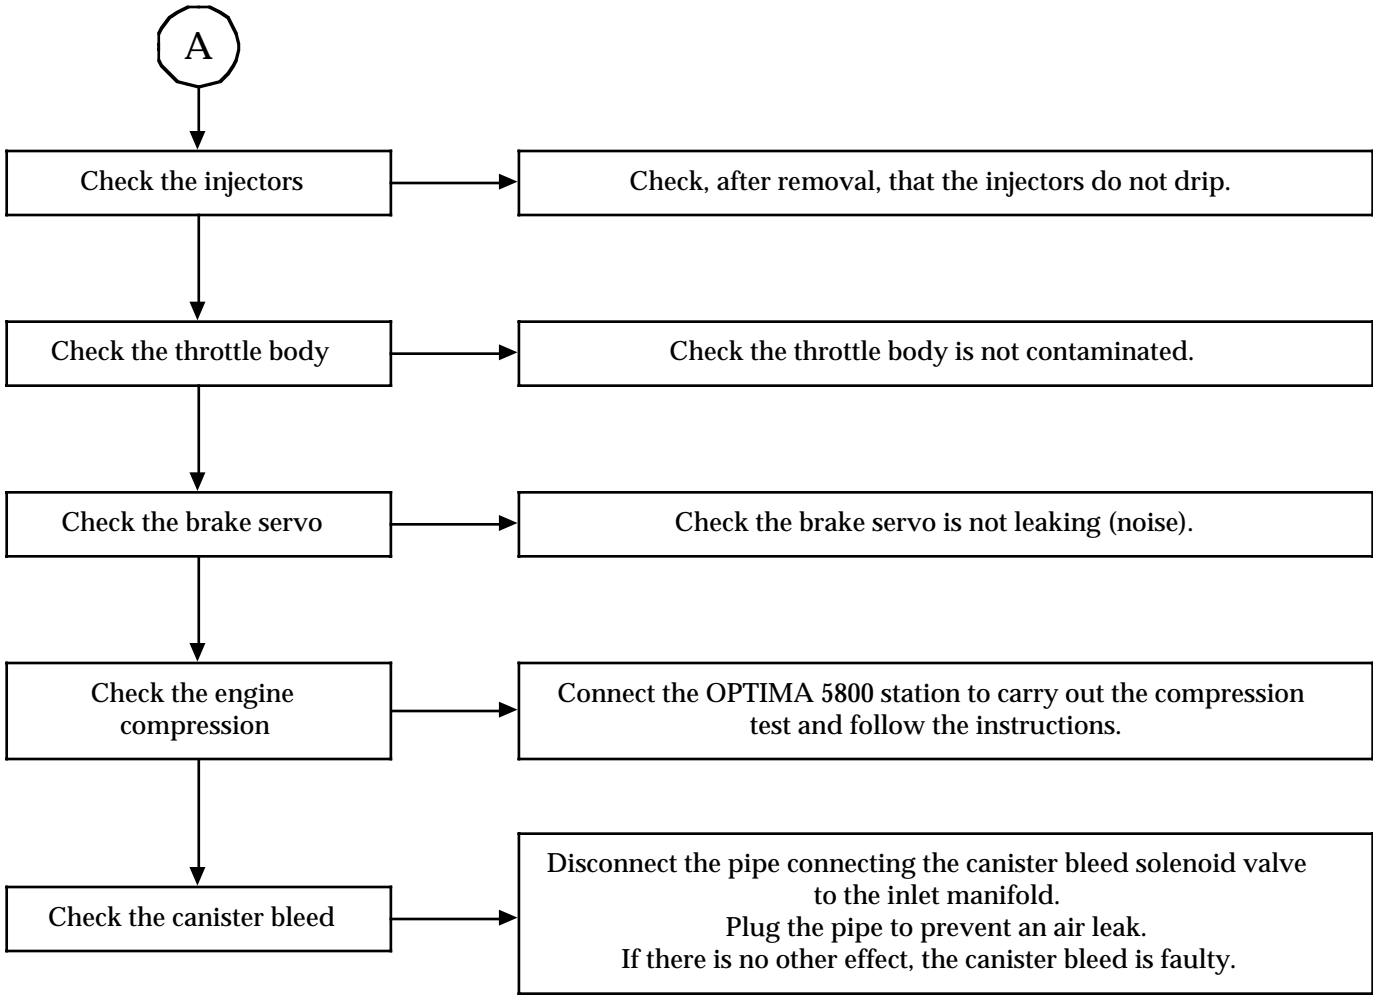 A
Check the injectors
Check, after removal, that the injectors do not drip.
Check the throttle body
Check the throttle body is not contaminated.
Check the brake servo
Check the brake servo is not leaking (noise).
Check the engine
compression
Connect the OPTIMA 5800 station to carry out the compression
test and follow the instructions.
Check the canister bleed
Disconnect the pipe connecting the canister bleed solenoid valve
to the inlet manifold.
Plug the pipe to prevent an air leak.
If there is no other effect, the canister bleed is faulty.